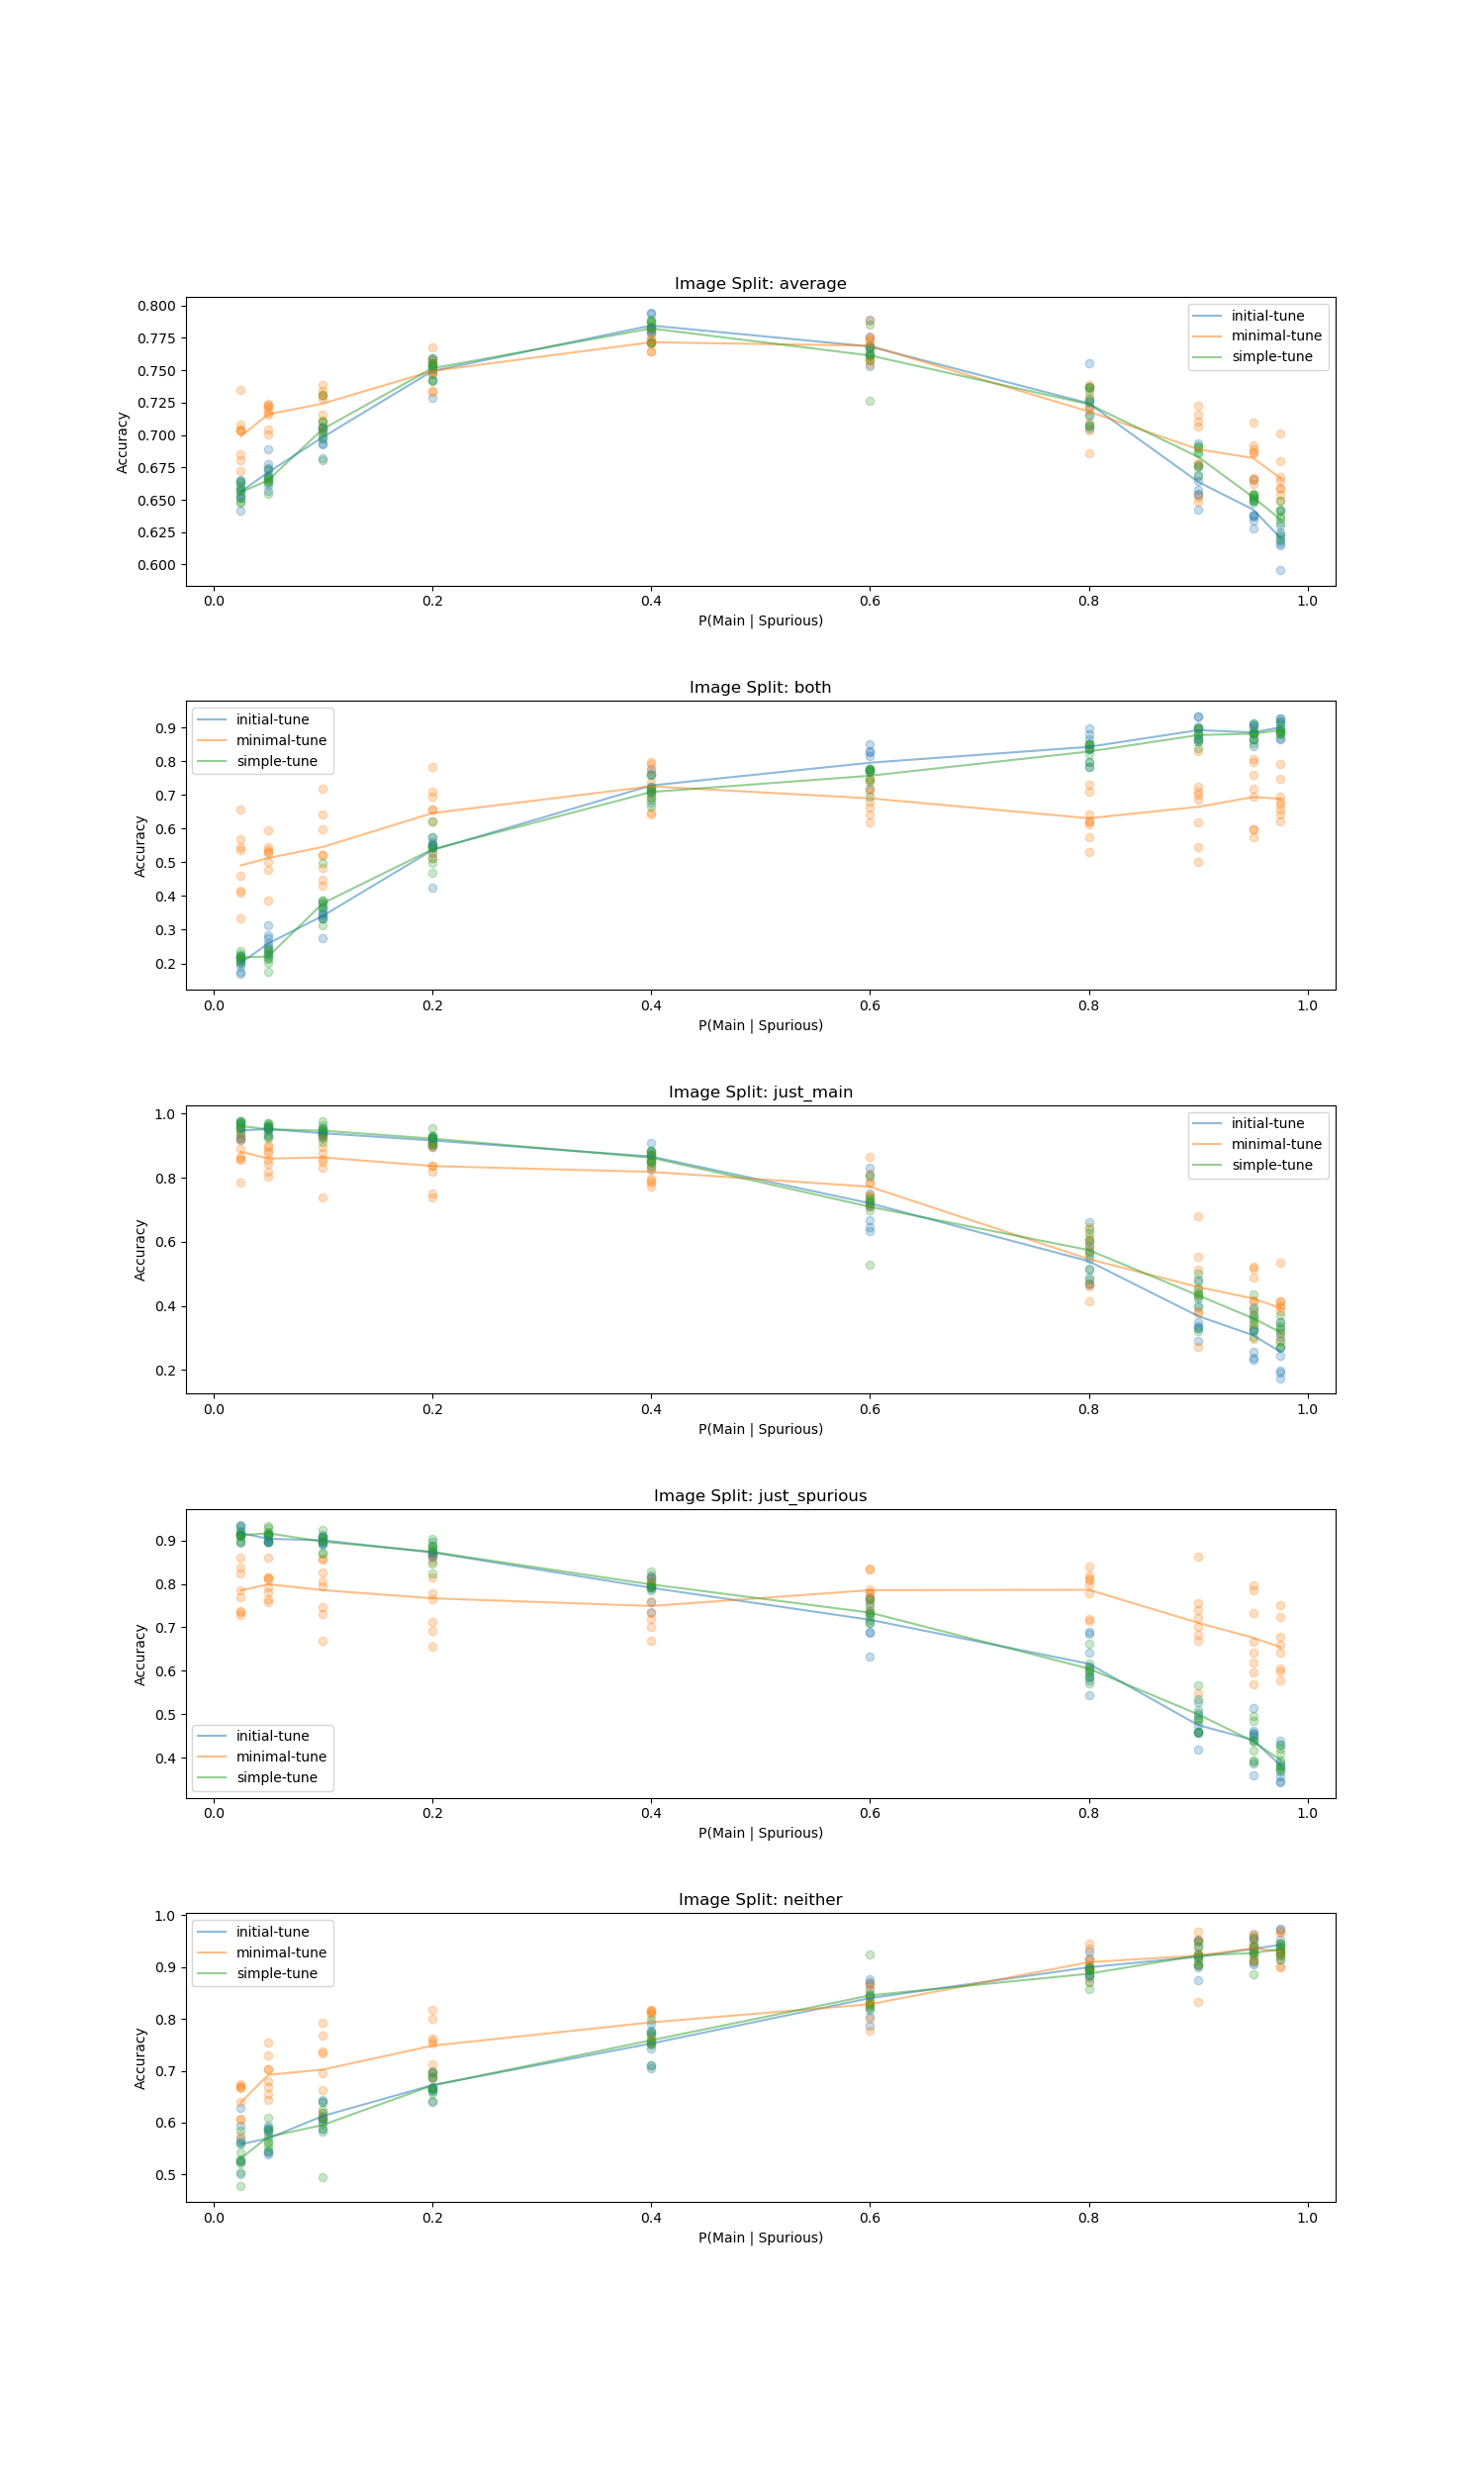 Image Split: average
0.800
0.775
0.750
0.725
0.700
0.675
0.650
0.625
0.600
Accuracy
initial-tune
minimal-tune
simple-tune
0.0 0.2 0.4 0.6 0.8 1.0
P(Main | Spurious)
Image Split: both
0.9
0.8
0.7
0.6
0.5
0.4
0.3
0.2
Accuracy
initial-tune
minimal-tune
simple-tune
0.0 0.2 0.4 0.6 0.8 1.0
P(Main | Spurious)
Image Split: just_main
1.0
0.8
0.6
0.4
0.2
Accuracy
initial-tune
minimal-tune
simple-tune
0.0 0.2 0.4 0.6 0.8 1.0
P(Main | Spurious)
Image Split: just_spurious
0.9
0.8
0.7
0.6
0.5
0.4
Accuracy
initial-tune
minimal-tune
simple-tune
0.0 0.2 0.4 0.6 0.8 1.0
P(Main | Spurious)
Image Split: neither
1.0
0.9
0.8
0.7
0.6
0.5
Accuracy
initial-tune
minimal-tune
simple-tune
0.0 0.2 0.4 0.6 0.8 1.0
P(Main | Spurious)